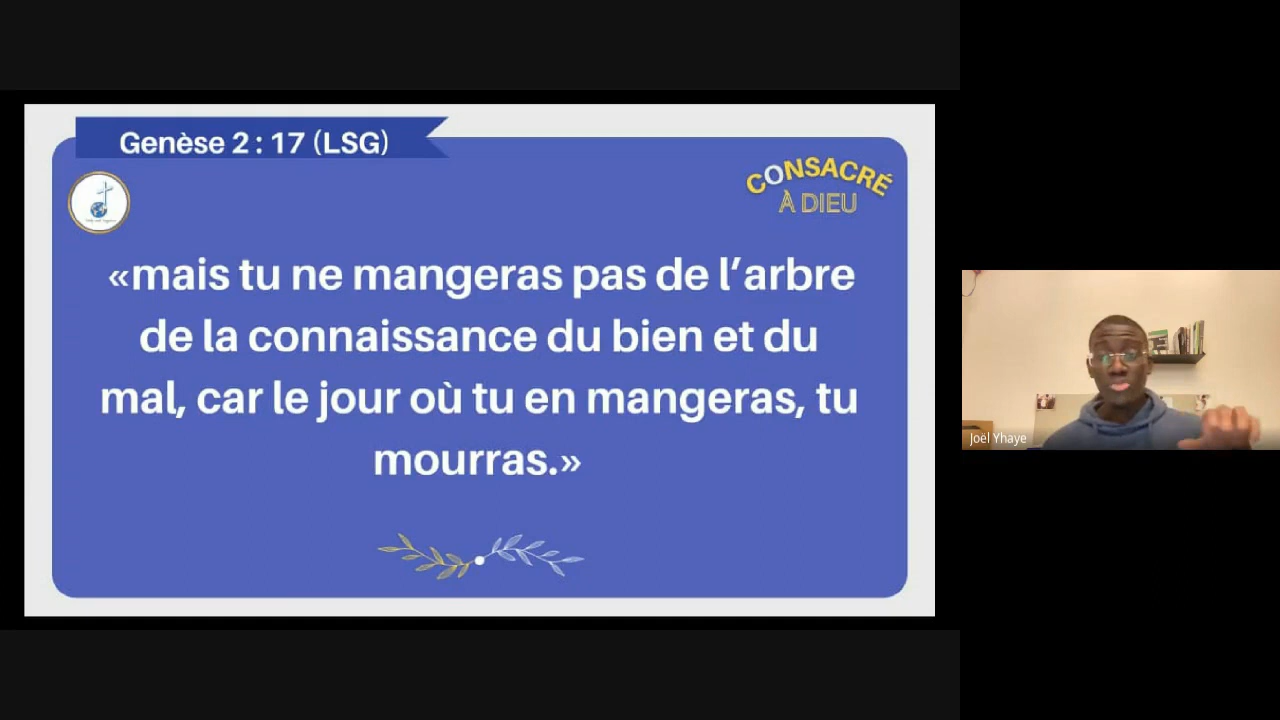 Genèse 2 : 17 (LSG)
CONSACRÉ
À DIEU
«mais tu ne mangeras pas de l’arbre
de la connaissance du bien et du
mal, car le jour où tu en mangeras, tu
mourras.»
Joël Yhaye